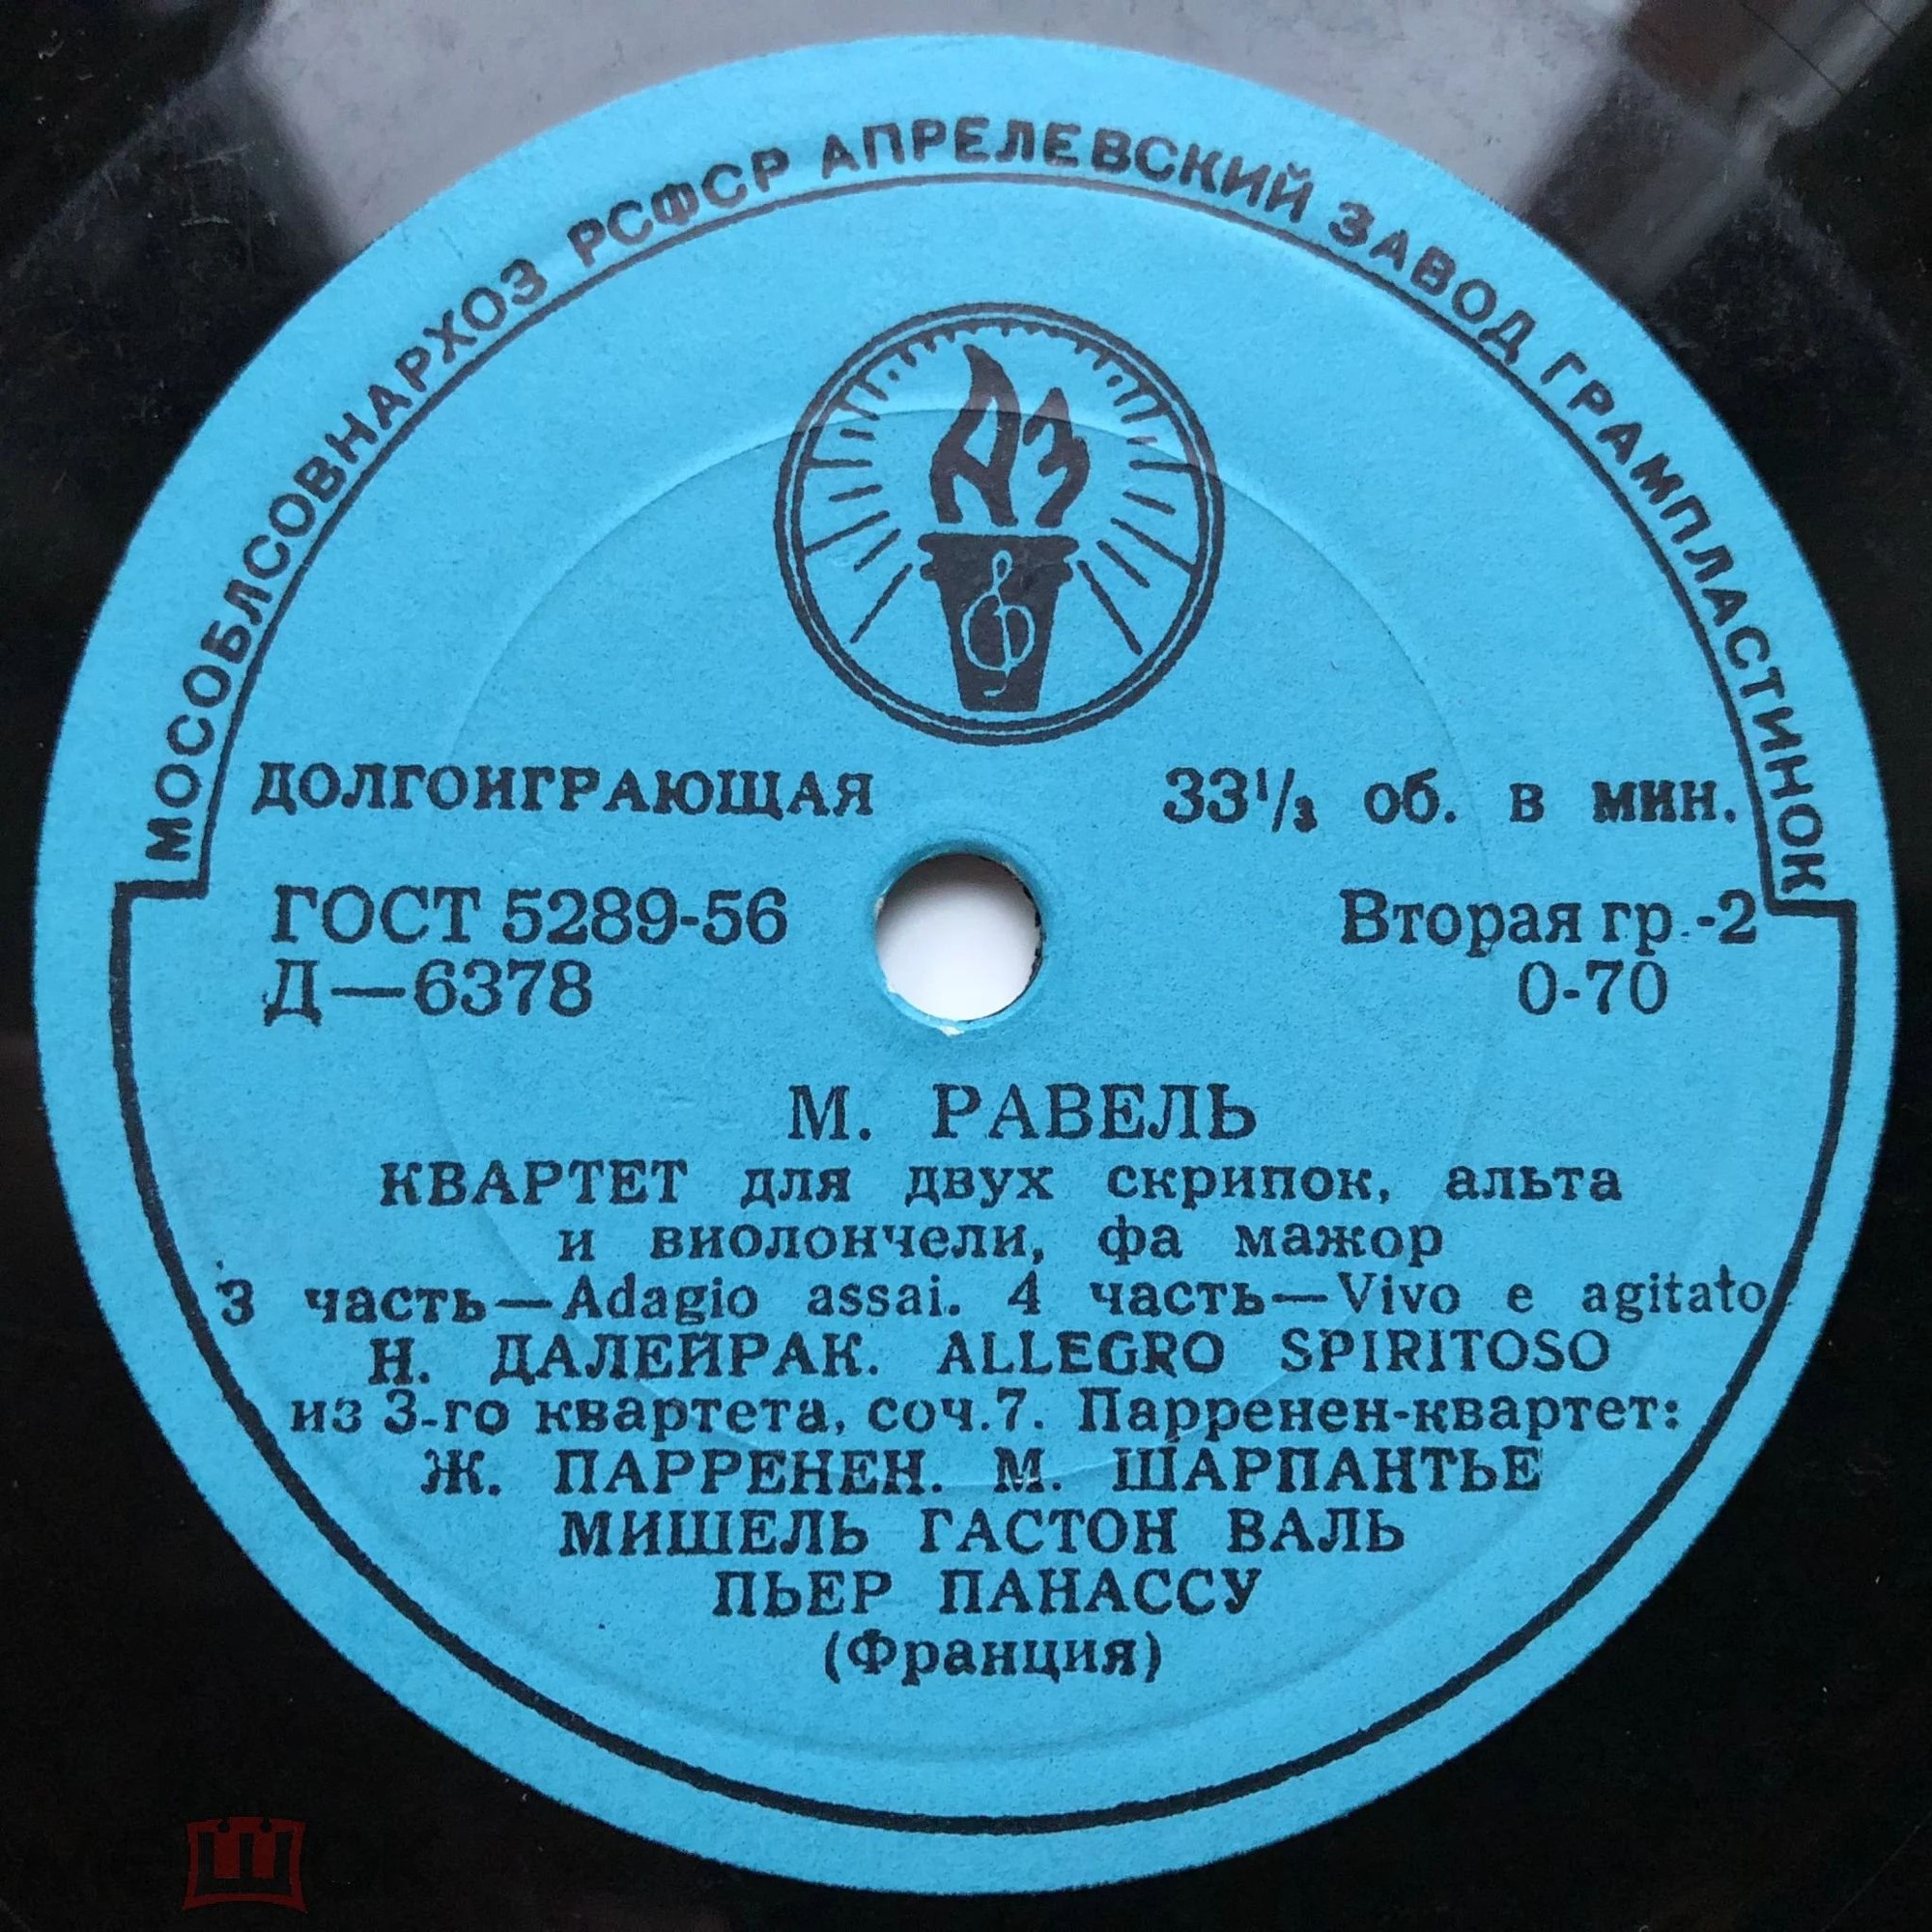 МОСОБЛСОВНАРХОЗ РСФСР АПРЕЛЕВСКИЙ ЗАВОД ГРАМПЛАСТИНОК
АЗ
ДОЛГОИГРАЮЩАЯ 33⅓ об. в мин.
ГОСТ 5289-56 Вторая гр.-2
Д—6378 0-70
М. РАВЕЛЬ
КВАРТЕТ для двух скрипок, альта
и виолончели, фа мажор
3 часть—Adagio assai. 4 часть—Vivo e agitato
Н. ДАЛЕЙРАК. ALLEGRO SPIRITOSO
из 3-го квартета, соч.7. Парренен-квартет:
Ж. ПАРРЕНЕН. М. ШАРПАНТЬЕ
МИШЕЛЬ ГАСТОН ВАЛЬ
ПЬЕР ПАНАССУ
(Франция)
мешок